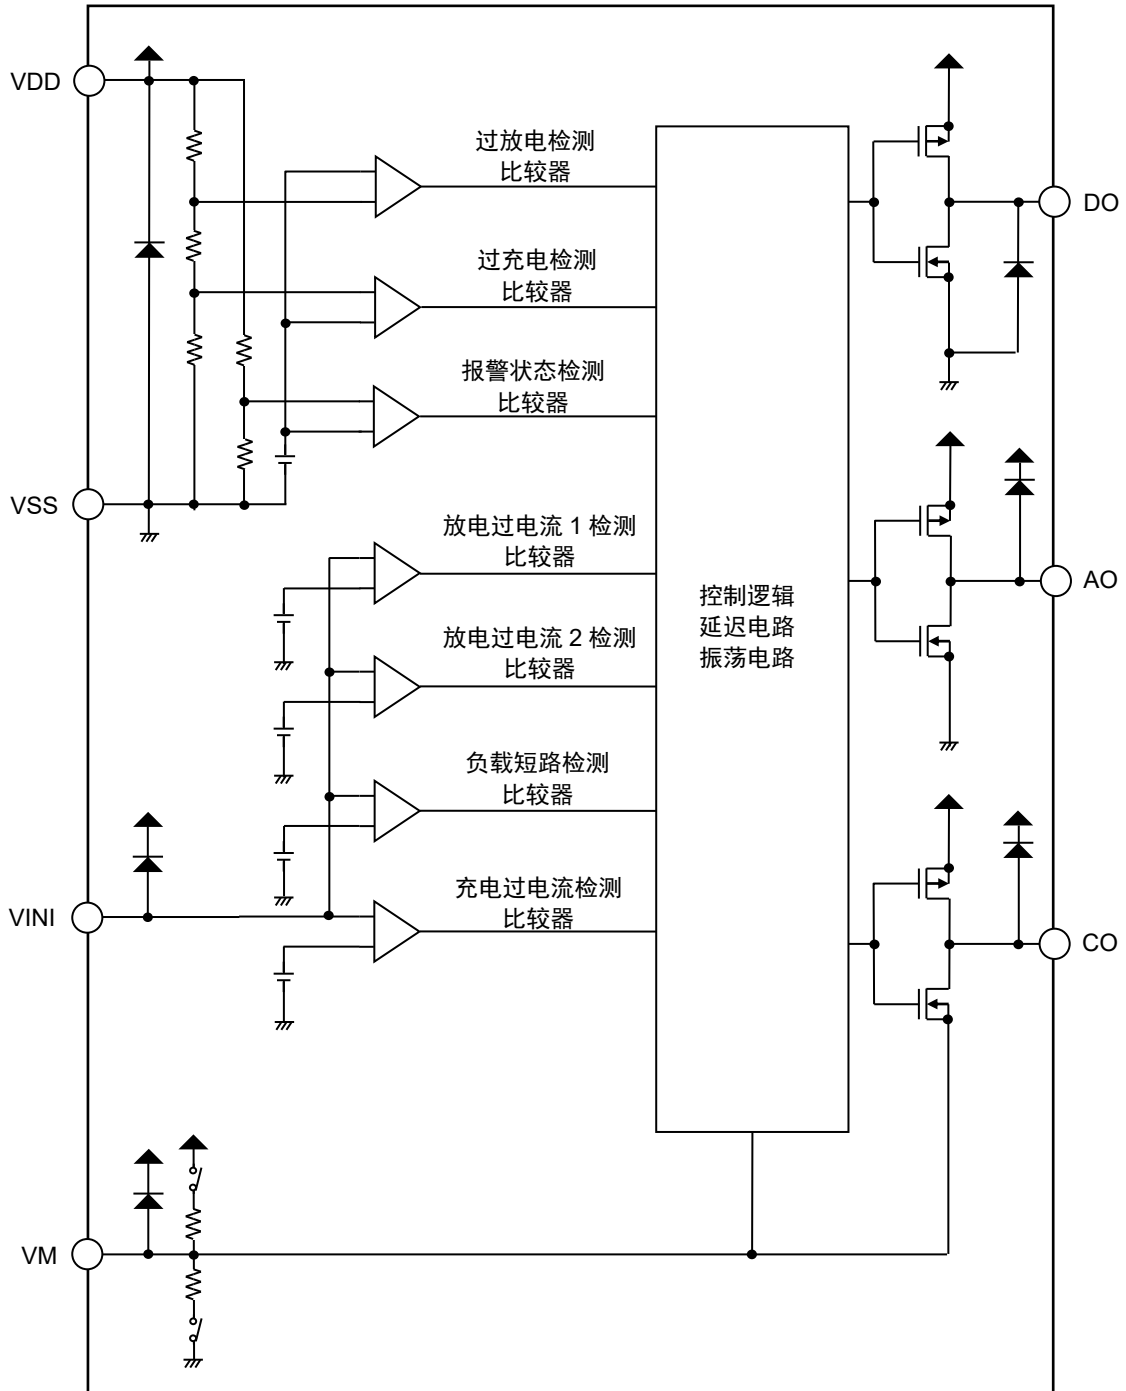 VDD
过放电检测
比较器
DO
过充电检测
比较器
报警状态检测
比较器
VSS
放电过电流 1 检测
比较器
控制逻辑
延迟电路
振荡电路
AO
放电过电流 2 检测
比较器
负载短路检测
比较器
充电过电流检测
比较器
VINI
CO
VM